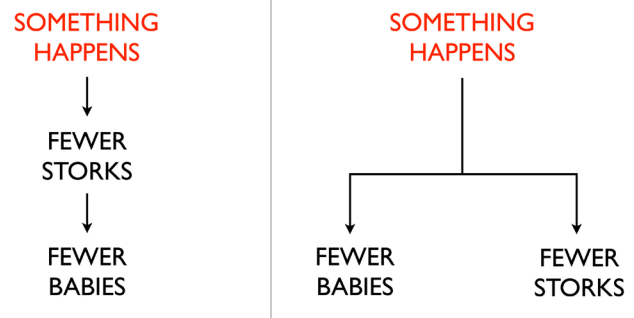 SOMETHING
HAPPENS
FEWER
STORKS
FEWER
BABIES
SOMETHING
HAPPENS
FEWER
BABIES
FEWER
STORKS